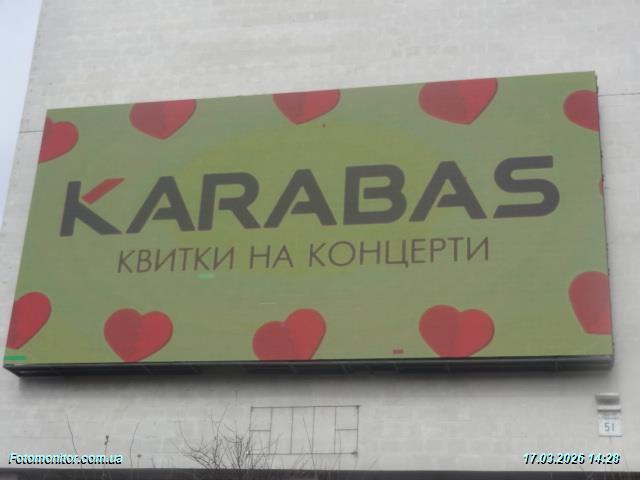 KARABAS
КВИТКИ НА КОНЦЕРТИ
51
Fotomonitor.com.ua
17.03.2026 14:28